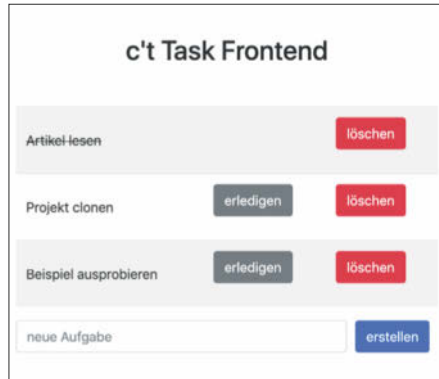 c't Task Frontend
Artikel lesen löschen
Projekt clonen erledigen löschen
Beispiel ausprobieren erledigen löschen
neue Aufgabe erstellen